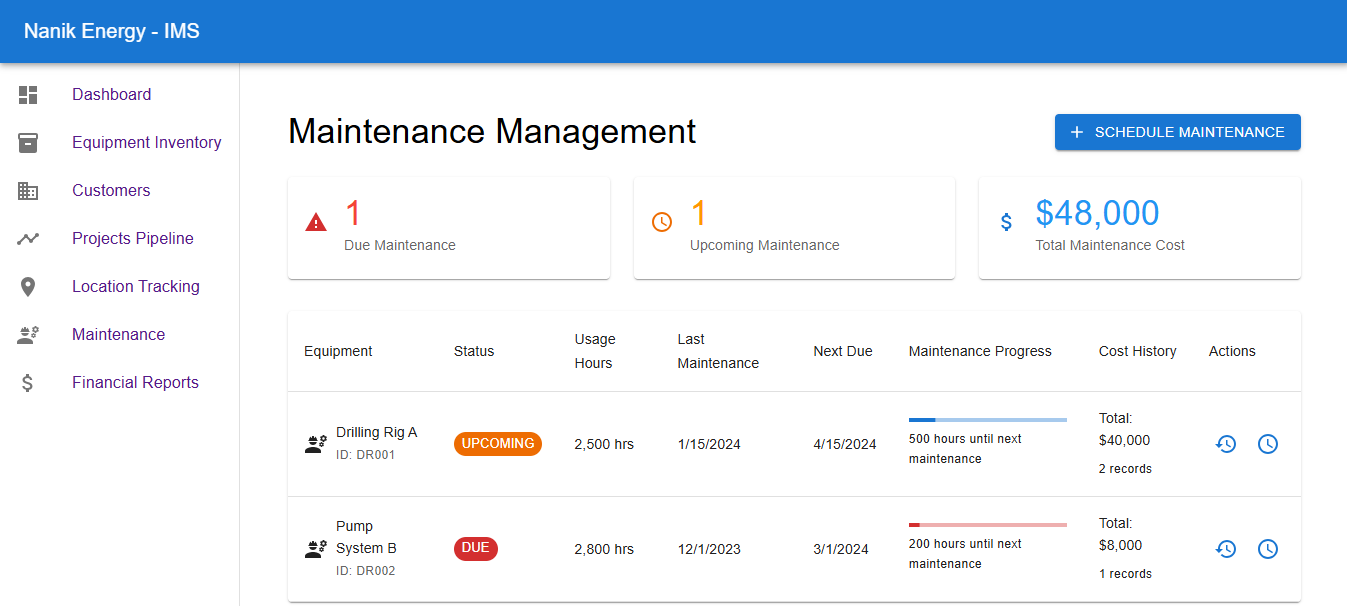 Nanik Energy - IMS
Dashboard
Equipment Inventory
Customers
Projects Pipeline
Location Tracking
Maintenance
Financial Reports
Maintenance Management
+ SCHEDULE MAINTENANCE
1
Due Maintenance
1
Upcoming Maintenance
$ $48,000
Total Maintenance Cost
Equipment
Status
Usage
Hours
Last
Maintenance
Next Due
Maintenance Progress
Cost History
Actions
Drilling Rig A
ID: DR001
UPCOMING
2,500 hrs
1/15/2024
4/15/2024
500 hours until next
maintenance
Total:
$40,000
2 records
Pump
System B
ID: DR002
DUE
2,800 hrs
12/1/2023
3/1/2024
200 hours until next
maintenance
Total:
$8,000
1 records